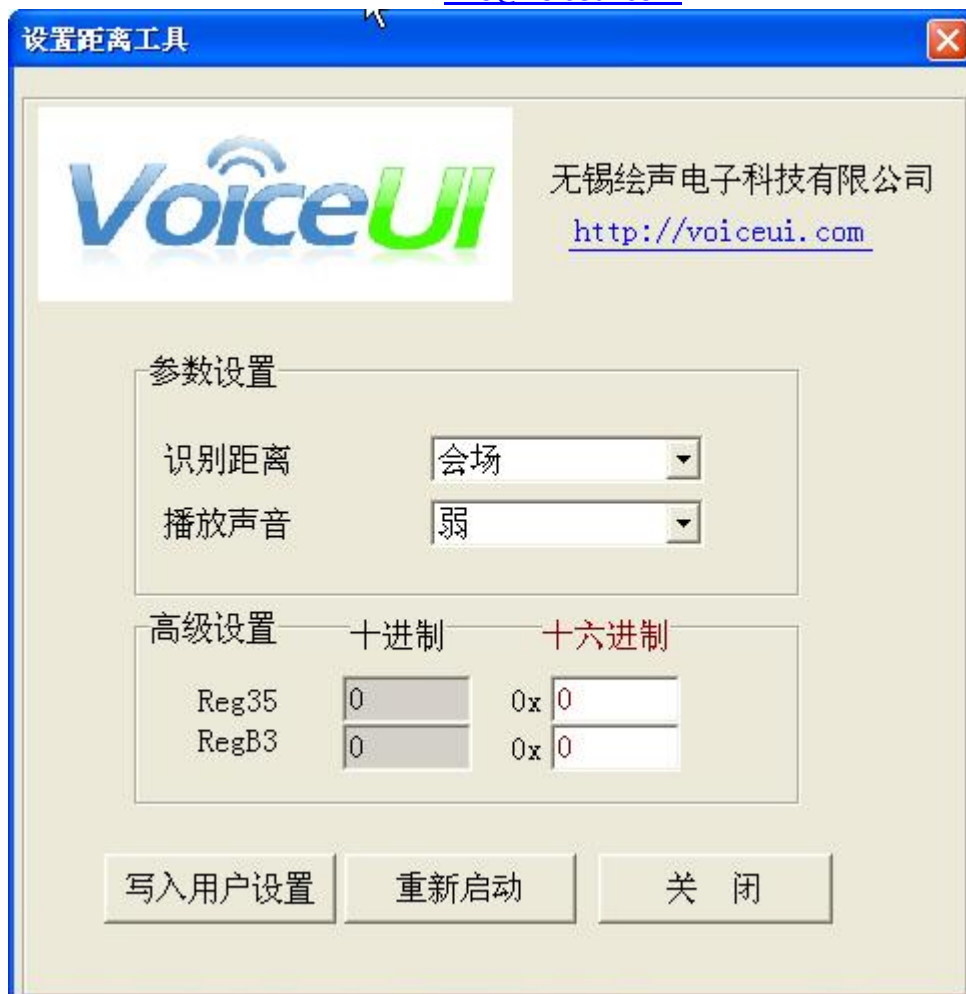 设置距离工具
VoiceUI
无锡绘声电子科技有限公司
http://voiceui.com
参数设置
识别距离 会场
播放声音 弱
高级设置 十进制 十六进制
Reg35 0 0x 0
RegB3 0 0x 0
写入用户设置 重新启动 关 闭